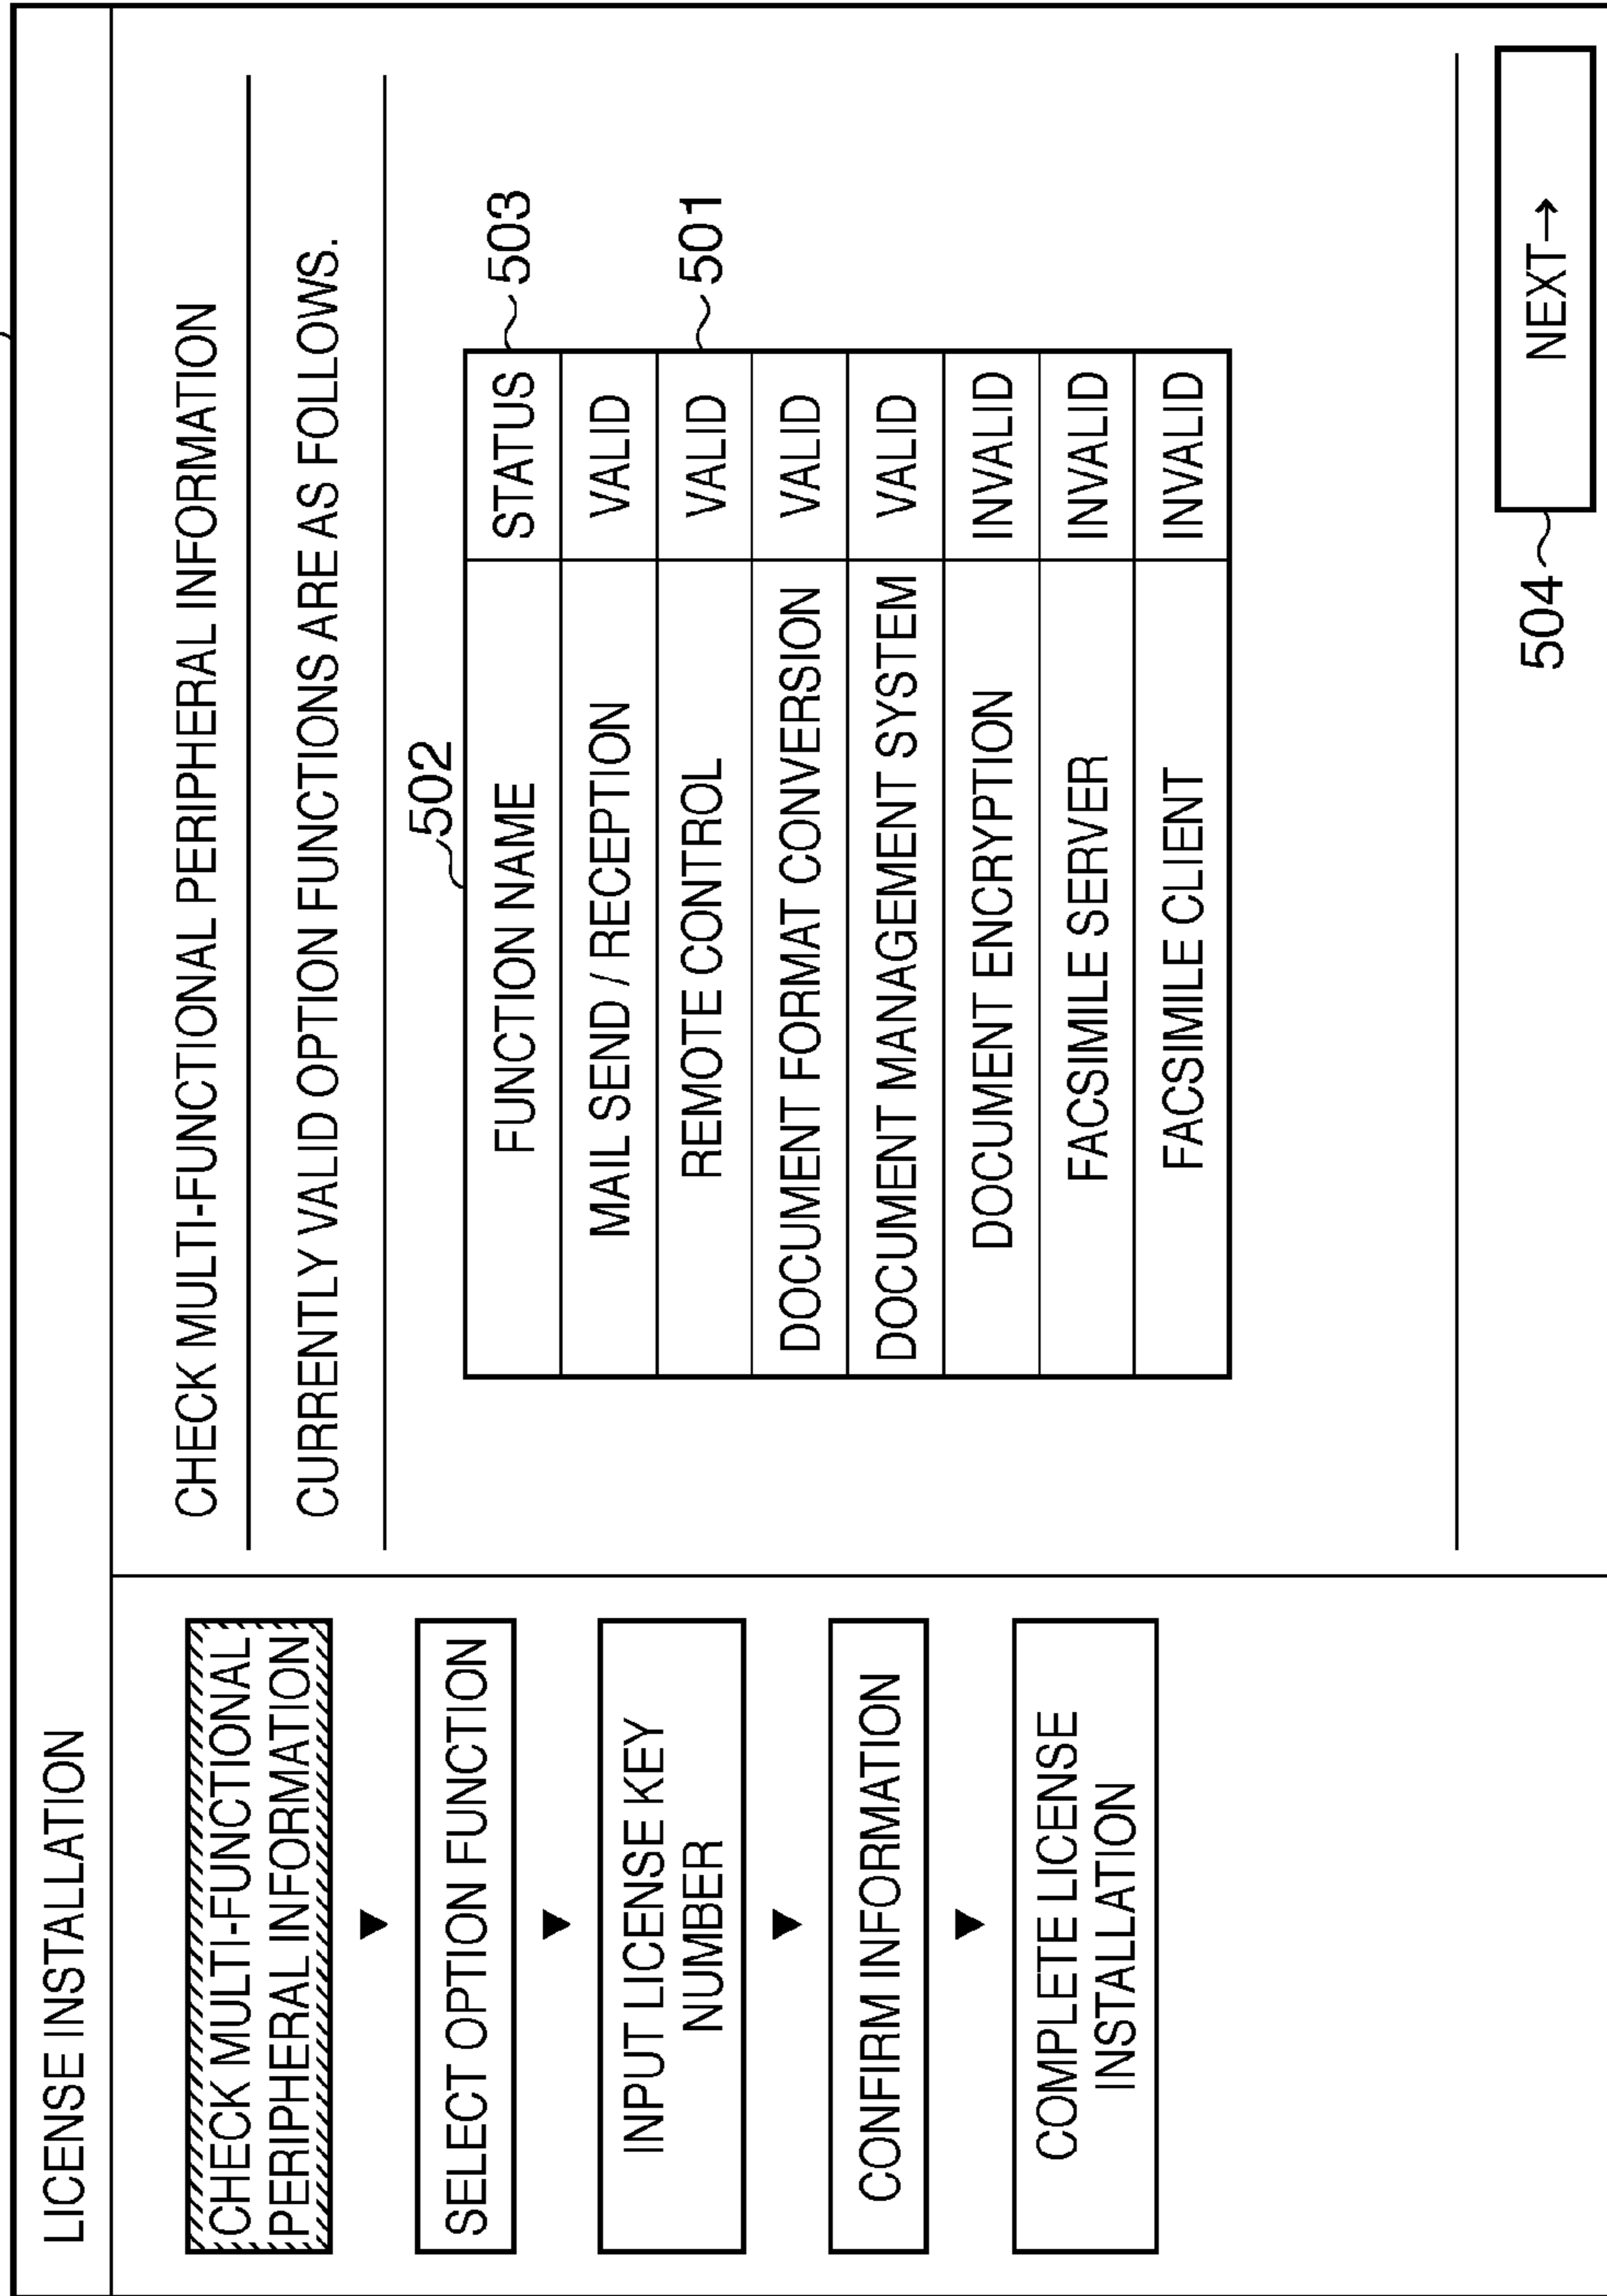 LICENSE INSTALLATION
CHECK MULTI-FUNCTIONAL
PERIPHERAL INFORMATION
SELECT OPTION FUNCTION
INPUT LICENSE KEY
NUMBER
CONFIRM INFORMATION
COMPLETE LICENSE
INSTALLATION
CHECK MULTI-FUNCTIONAL PERIPHERAL INFORMATION
CURRENTLY VALID OPTION FUNCTIONS ARE AS FOLLOWS.
502
FUNCTION NAME STATUS 503
MAIL SEND / RECEPTION VALID
REMOTE CONTROL VALID 501
DOCUMENT FORMAT CONVERSION VALID
DOCUMENT MANAGEMENT SYSTEM VALID
DOCUMENT ENCRYPTION INVALID
FACSIMILE SERVER INVALID
FACSIMILE CLIENT INVALID
504 NEXT→